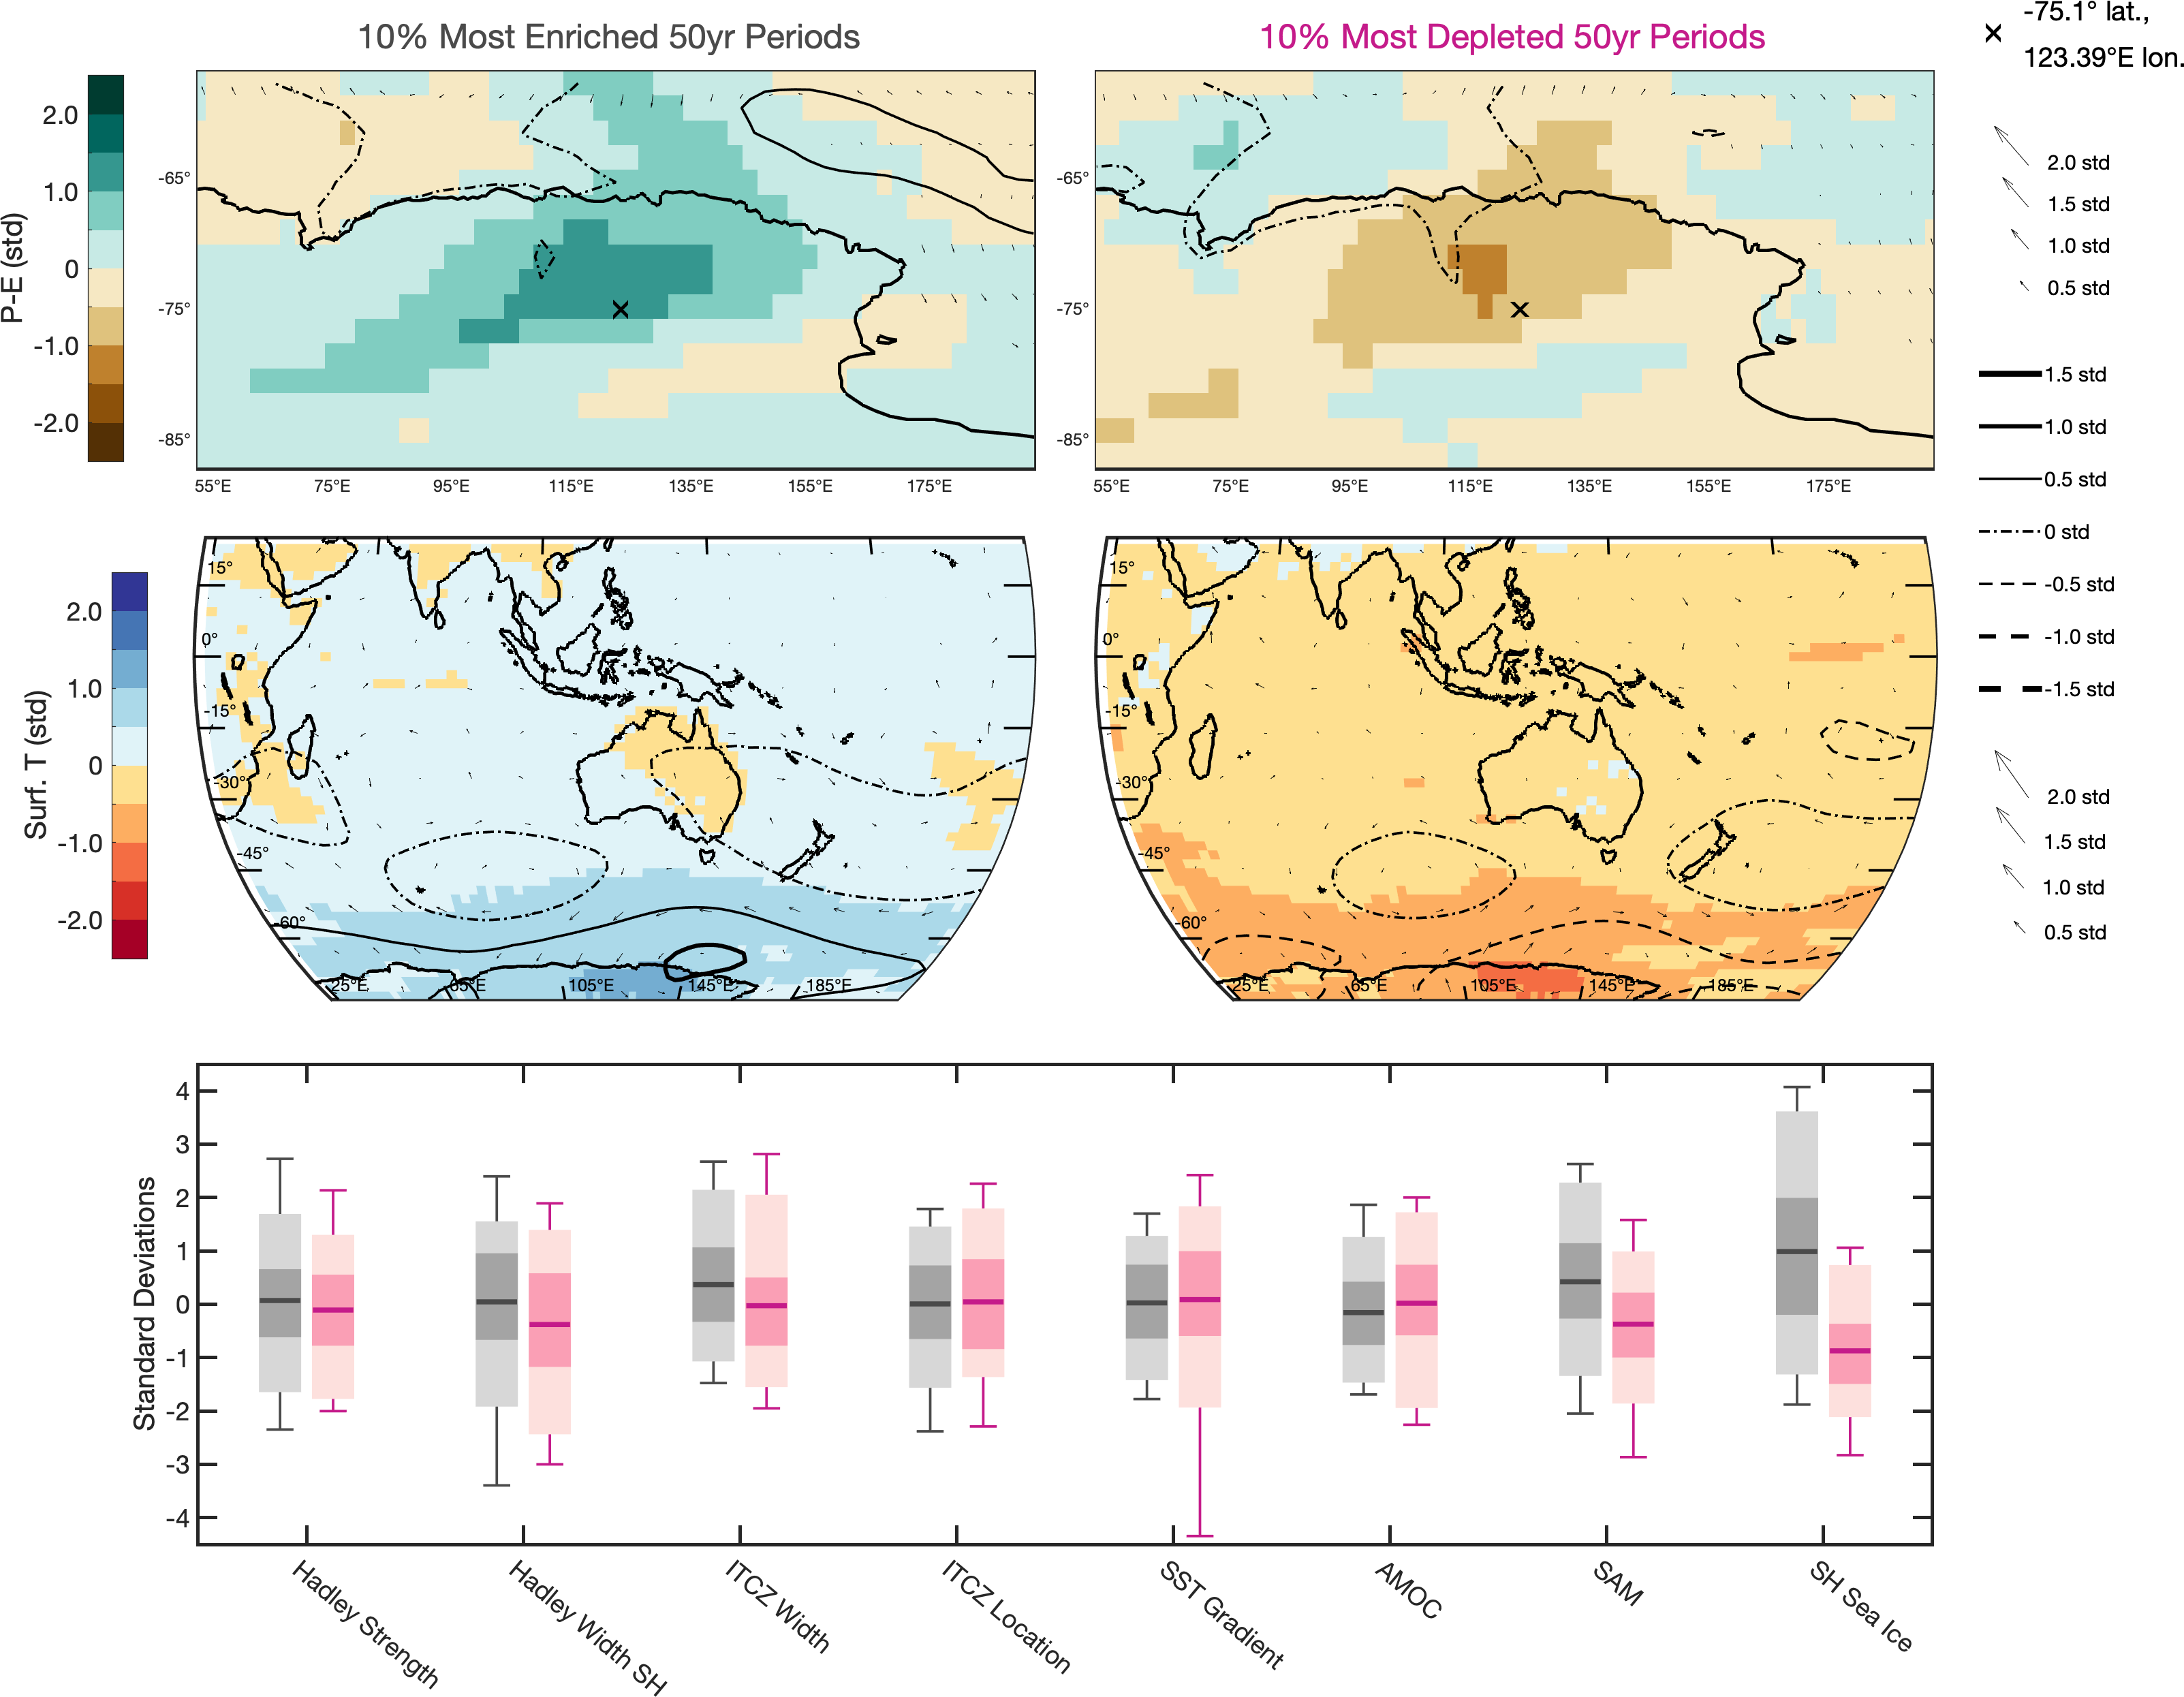 10% Most Enriched 50yr Periods
10% Most Depleted 50yr Periods
-75.1° lat.,
123.39°E lon.
P-E (std)
2.0
1.0
0
-1.0
-2.0
-65°
-75°
-85°
55°E 75°E 95°E 115°E 135°E 155°E 175°E
-65°
-75°
-85°
55°E 75°E 95°E 115°E 135°E 155°E 175°E
2.0 std
1.5 std
1.0 std
0.5 std
1.5 std
1.0 std
0.5 std
0 std
-0.5 std
-1.0 std
-1.5 std
Surf. T (std)
2.0
1.0
0
-1.0
-2.0
15°
0°
-15°
-30°
-45°
-60°
25°E 65°E 105°E 145°E 185°E
15°
0°
-15°
-30°
-45°
-60°
25°E 65°E 105°E 145°E 185°E
2.0 std
1.5 std
1.0 std
0.5 std
Standard Deviations
4
3
2
1
0
-1
-2
-3
-4
Hadley Strength
Hadley Width SH
ITCZ Width
ITCZ Location
SST Gradient
AMOC
SAM
SH Sea Ice